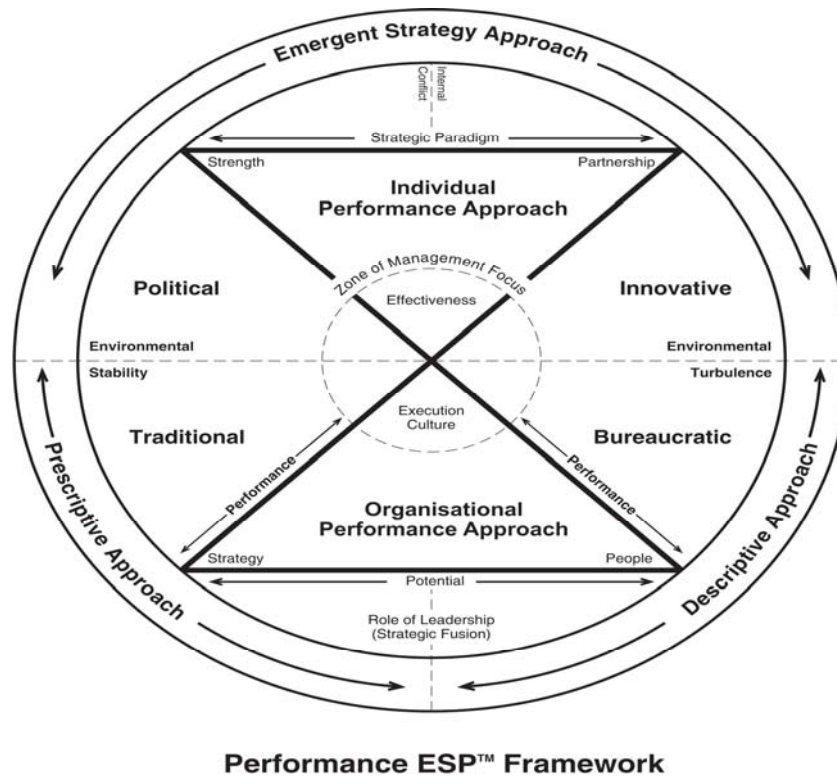 Emergent Strategy Approach
Internal
Conflict
Strategic Paradigm
Strength
Partnership
Individual
Performance Approach
Zone of Management Focus
Effectiveness
Political
Innovative
Environmental
Environmental
Stability
Turbulence
Execution
Culture
Traditional
Bureaucratic
Performance
Performance
Organisational
Performance Approach
Prescriptive Approach
Descriptive Approach
Strategy
People
Potential
Role of Leadership
(Strategic Fusion)
Performance ESP™ Framework